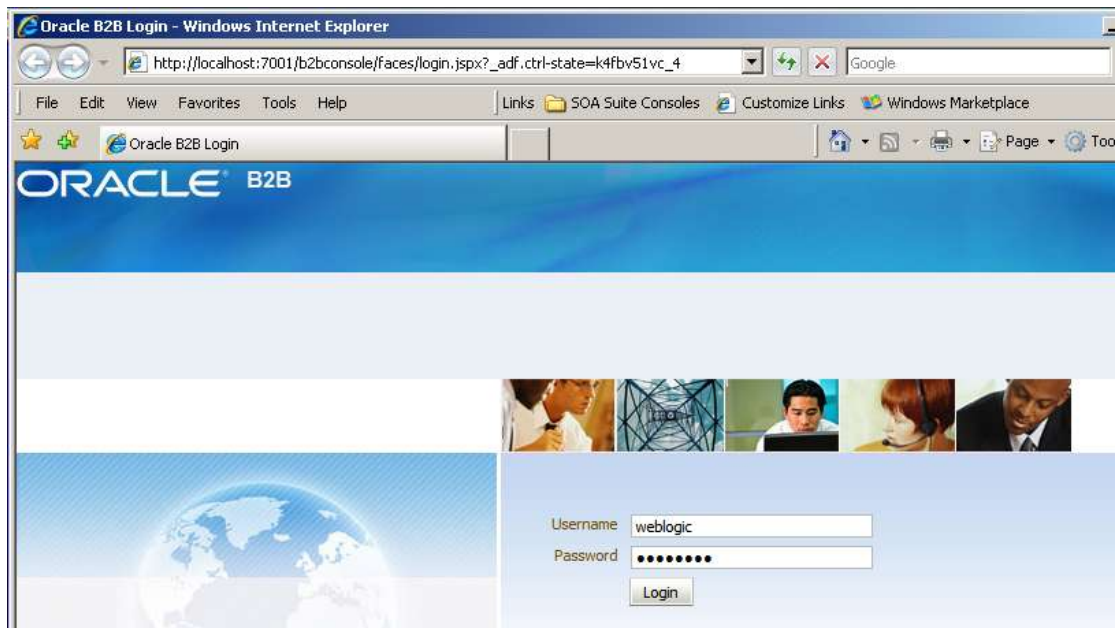 Oracle B2B Login - Windows Internet Explorer
http://localhost:7001/b2bconsole/faces/login.jspx?_adf.ctrl-state=k4fbv51vc_4
Google
File Edit View Favorites Tools Help
Links SOA Suite Consoles Customize Links Windows Marketplace
Oracle B2B Login
Page Too
ORACLE B2B
Username weblogic
Password ●●●●●●●●
Login